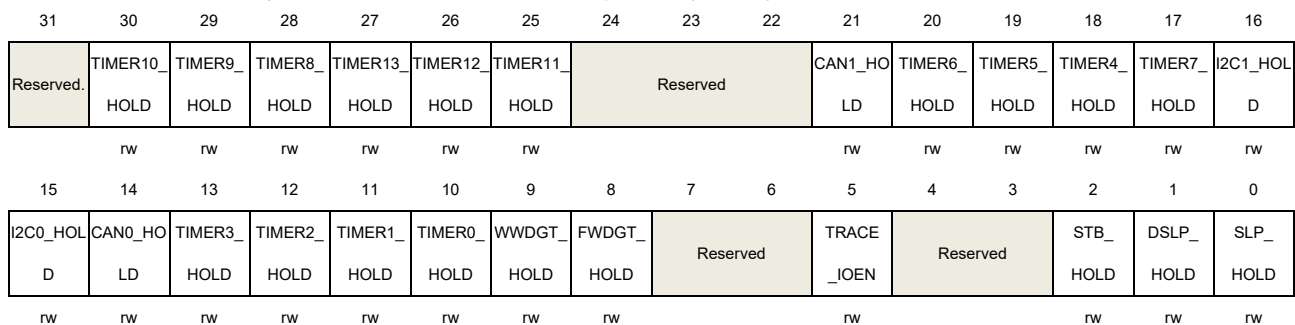 31 30 29 28 27 26 25 24 23 22 21 20 19 18 17 16
Reserved. TIMER10_ TIMER9_ TIMER8_ TIMER13_ TIMER12_ TIMER11_ Reserved CAN1_HO TIMER6_ TIMER5_ TIMER4_ TIMER7_ I2C1_HOL
HOLD HOLD HOLD HOLD HOLD HOLD LD HOLD HOLD HOLD HOLD D
rw rw rw rw rw rw rw rw rw rw rw rw
15 14 13 12 11 10 9 8 7 6 5 4 3 2 1 0
I2C0_HOL CAN0_HO TIMER3_ TIMER2_ TIMER1_ TIMER0_ WWDGT_ FWDGT_ Reserved TRACE Reserved STB_ DSLP_ SLP_
D LD HOLD HOLD HOLD HOLD HOLD HOLD _IOEN HOLD HOLD HOLD
rw rw rw rw rw rw rw rw rw rw rw rw